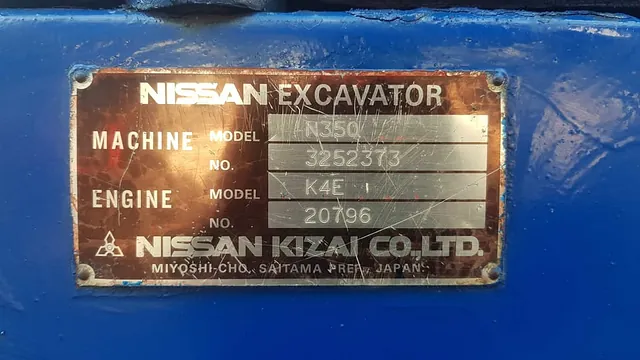 NISSAN EXCAVATOR
MACHINE MODEL N350
NO. 3252373
ENGINE MODEL K4E
NO. 20796
NISSAN KIZAI CO., LTD.
MIYOSHI-CHO, SAITAMA PREF., JAPAN.